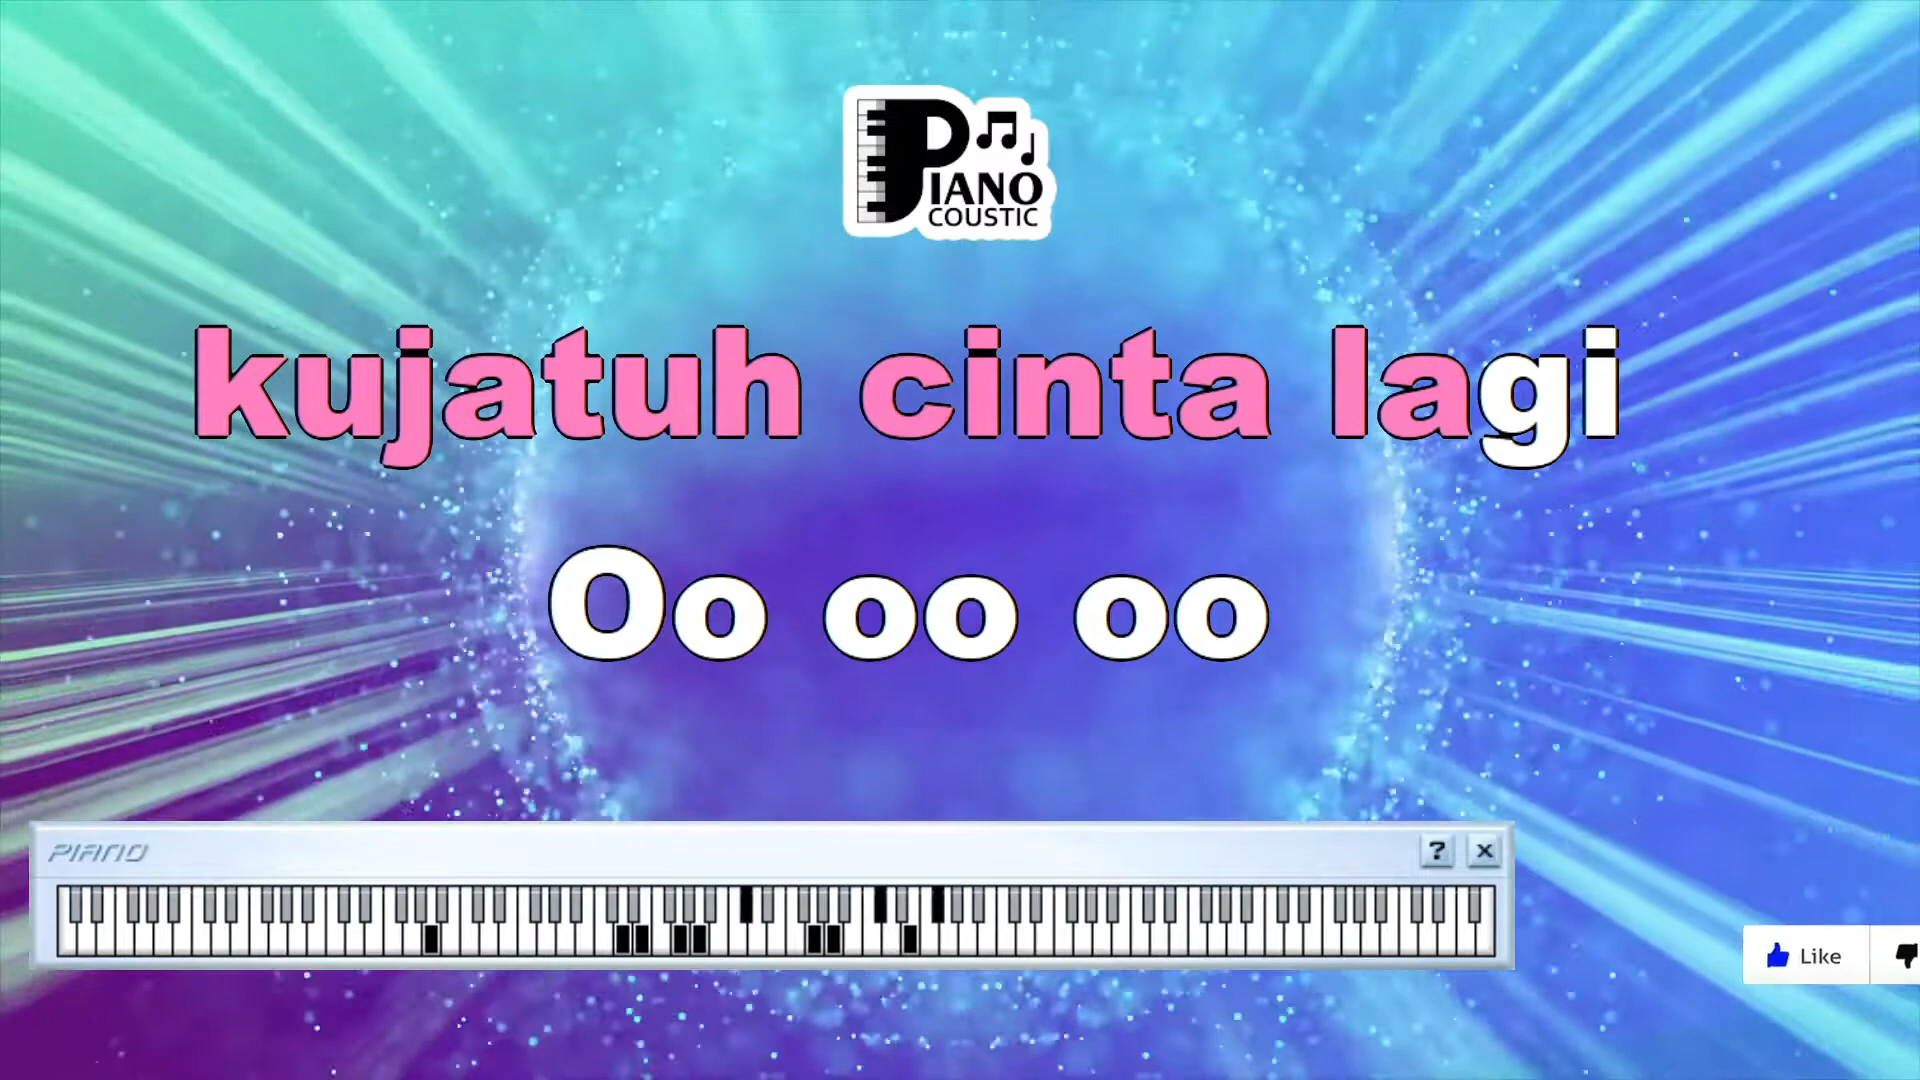 PIANO
COUSTIC
kujatuh cinta lagi
Oo oo oo
PIANO
?
x
Like